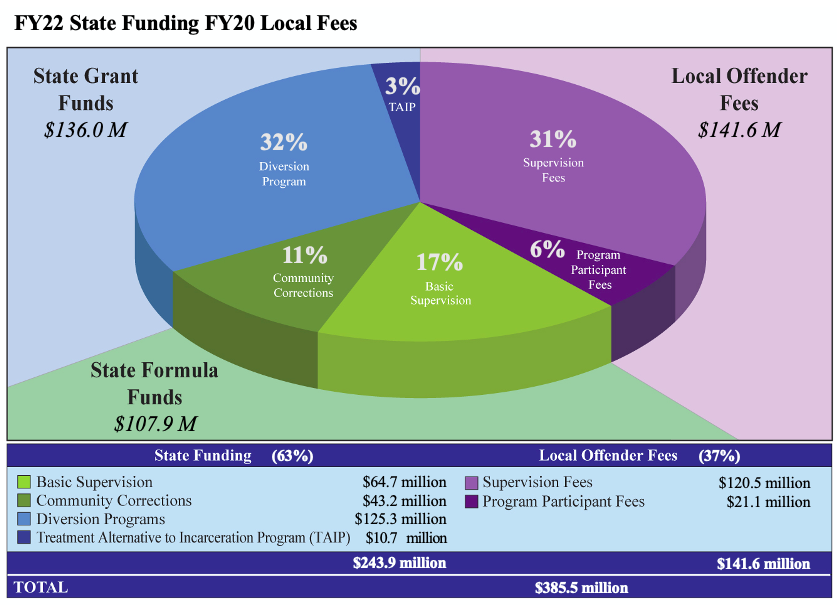 FY22 State Funding FY20 Local Fees
State Grant
Funds
$136.0 M
Local Offender
Fees
$141.6 M
3%
TAIP
32%
Diversion
Program
31%
Supervision
Fees
11%
Community
Corrections
17%
Basic
Supervision
6%
Program
Participant
Fees
State Formula
Funds
$107.9 M
State Funding (63%) Local Offender Fees (37%)
Basic Supervision $64.7 million Supervision Fees $120.5 million
Community Corrections $43.2 million Program Participant Fees $21.1 million
Diversion Programs $125.3 million
Treatment Alternative to Incarceration Program (TAIP) $10.7 million
$243.9 million $141.6 million
TOTAL $385.5 million